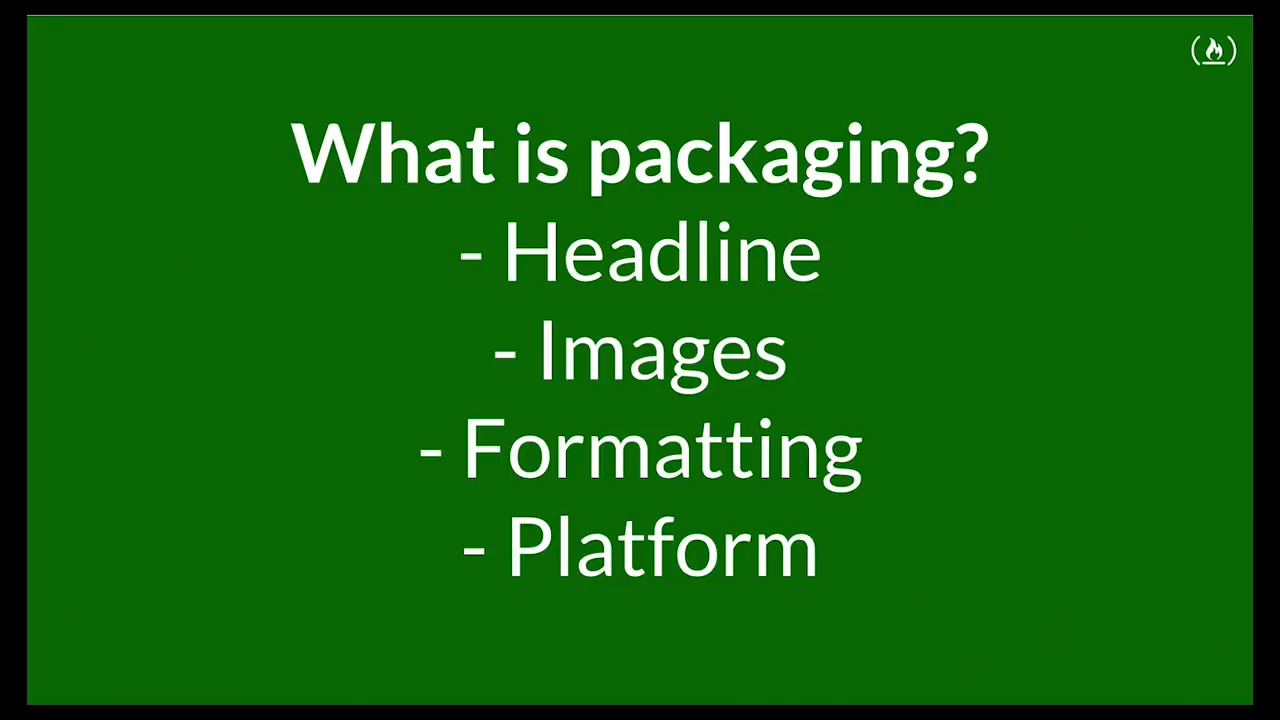 What is packaging?
- Headline
- Images
- Formatting
- Platform